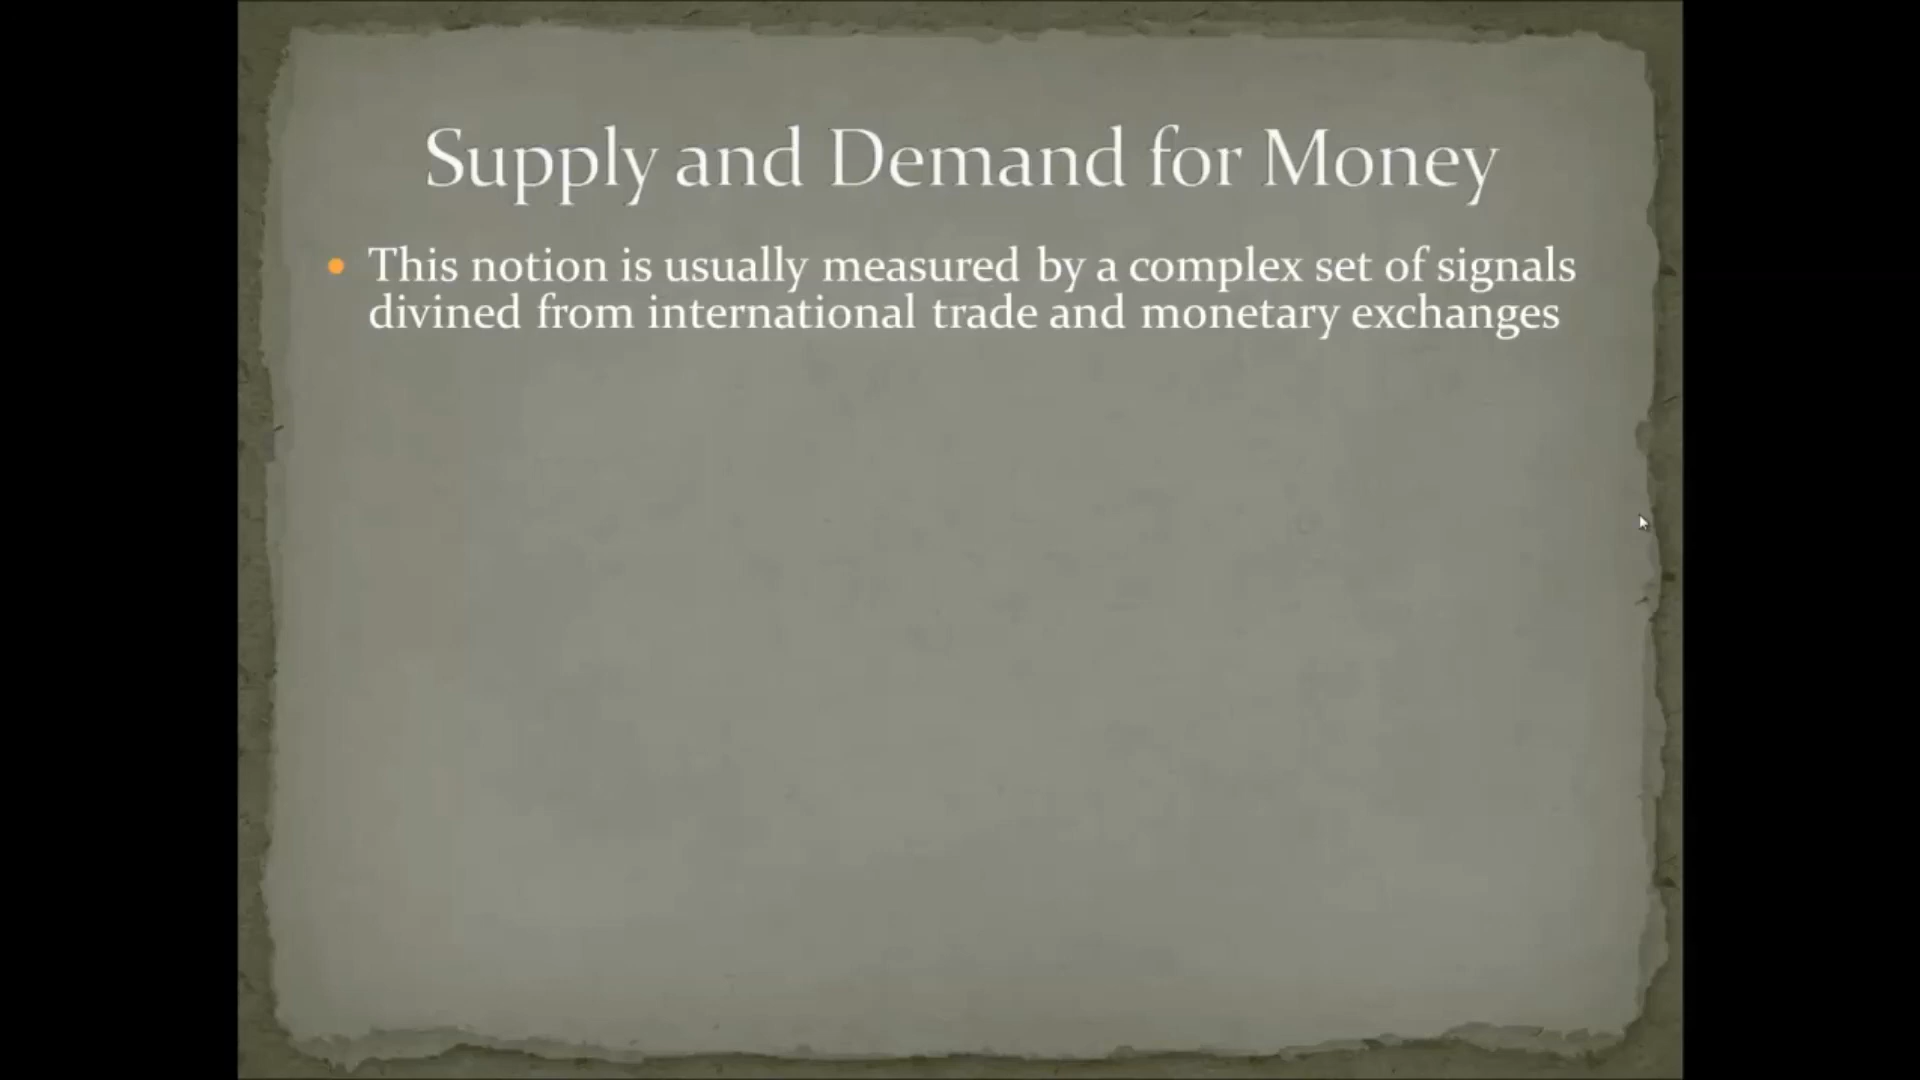 Supply and Demand for Money
This notion is usually measured by a complex set of signals
divined from international trade and monetary exchanges